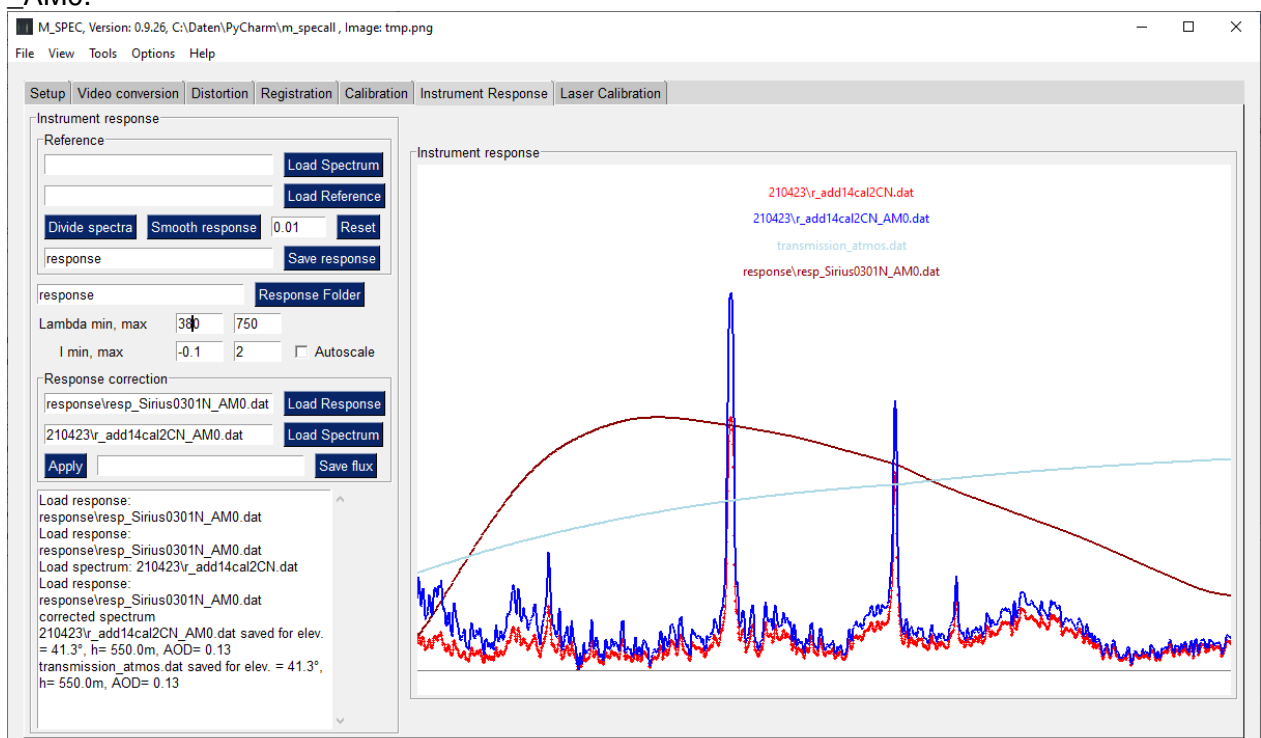 _AM0.
M_SPEC, Version: 0.9.26, C:\Daten\PyCharm\m_specall , Image: tmp.png
File View Tools Options Help
Setup Video conversion Distortion Registration Calibration Instrument Response Laser Calibration
Instrument response
Reference
Load Spectrum
Load Reference
Divide spectra Smooth response 0.01 Reset
response Save response
response Response Folder
Lambda min, max 380 750
I min, max -0.1 2 Autoscale
Response correction
response\resp_Sirius0301N_AM0.dat Load Response
210423\r_add14cal2CN_AM0.dat Load Spectrum
Apply Save flux
Load response:
response\resp_Sirius0301N_AM0.dat
Load response:
response\resp_Sirius0301N_AM0.dat
Load spectrum: 210423\r_add14cal2CN.dat
Load response:
response\resp_Sirius0301N_AM0.dat
corrected spectrum
210423\r_add14cal2CN_AM0.dat saved for elev.
= 41.3°, h= 550.0m, AOD= 0.13
transmission_atmos.dat saved for elev. = 41.3°,
h= 550.0m, AOD= 0.13
Instrument response
210423\r_add14cal2CN.dat
210423\r_add14cal2CN_AM0.dat
transmission_atmos.dat
response\resp_Sirius0301N_AM0.dat